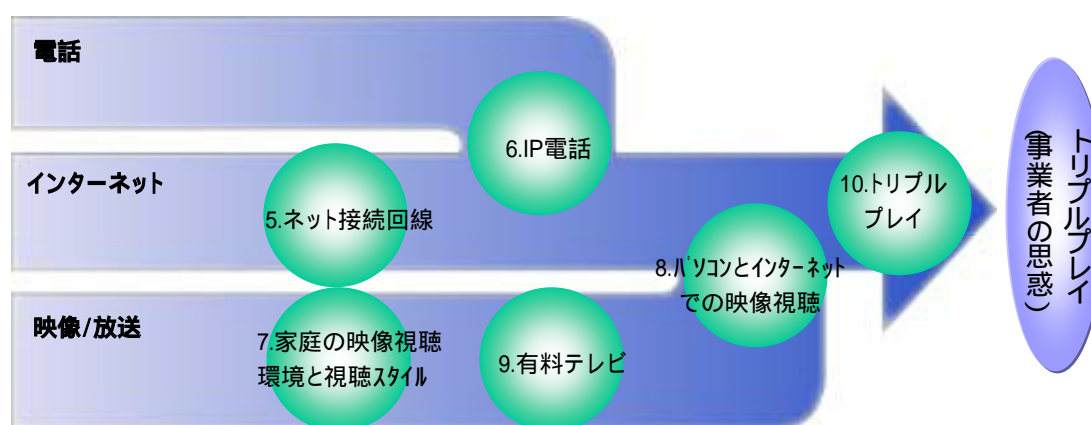 電話
6.IP電話
インターネット
5.ネット接続回線
10.トリプル
プレイ
8.パソコンとインターネット
での映像視聴
映像/放送
7.家庭の映像視聴
環境と視聴スタイル
9.有料テレビ
トリプルプレイ
(事業者の思惑)